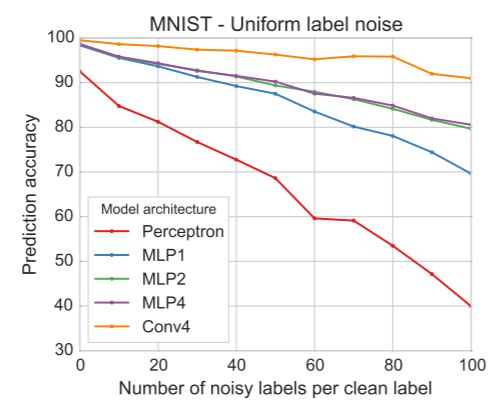 MNIST - Uniform label noise
100
90
80
70
60
50
40
30
Prediction accuracy
Model architecture
Perceptron
MLP1
MLP2
MLP4
Conv4
0 20 40 60 80 100
Number of noisy labels per clean label